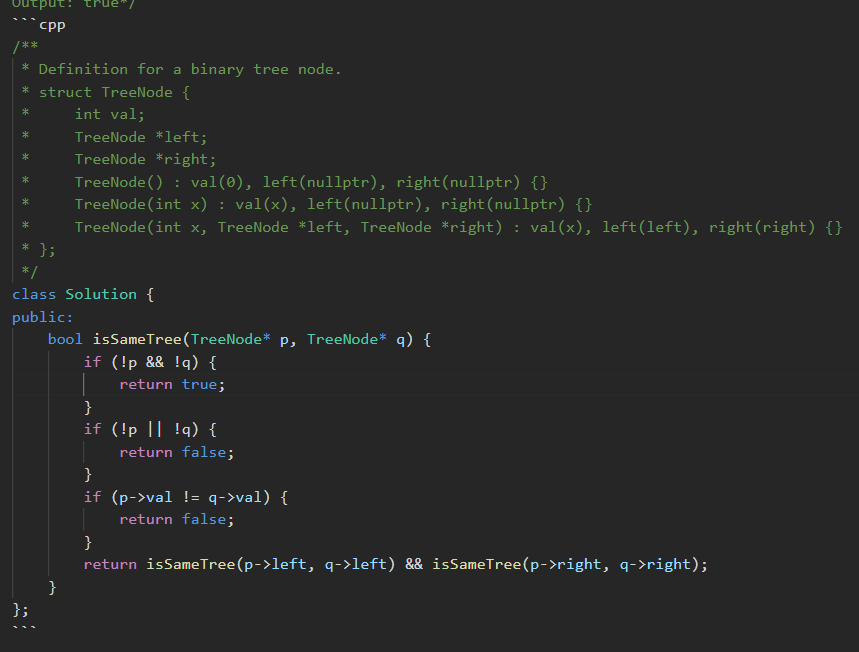 Output: true*/
```cpp
/**
 * Definition for a binary tree node.
 * struct TreeNode {
 *     int val;
 *     TreeNode *left;
 *     TreeNode *right;
 *     TreeNode() : val(0), left(nullptr), right(nullptr) {}
 *     TreeNode(int x) : val(x), left(nullptr), right(nullptr) {}
 *     TreeNode(int x, TreeNode *left, TreeNode *right) : val(x), left(left), right(right) {}
 * };
 */
class Solution {
public:
    bool isSameTree(TreeNode* p, TreeNode* q) {
        if (!p && !q) {
            return true;
        }
        if (!p || !q) {
            return false;
        }
        if (p->val != q->val) {
            return false;
        }
        return isSameTree(p->left, q->left) && isSameTree(p->right, q->right);
    }
};
```